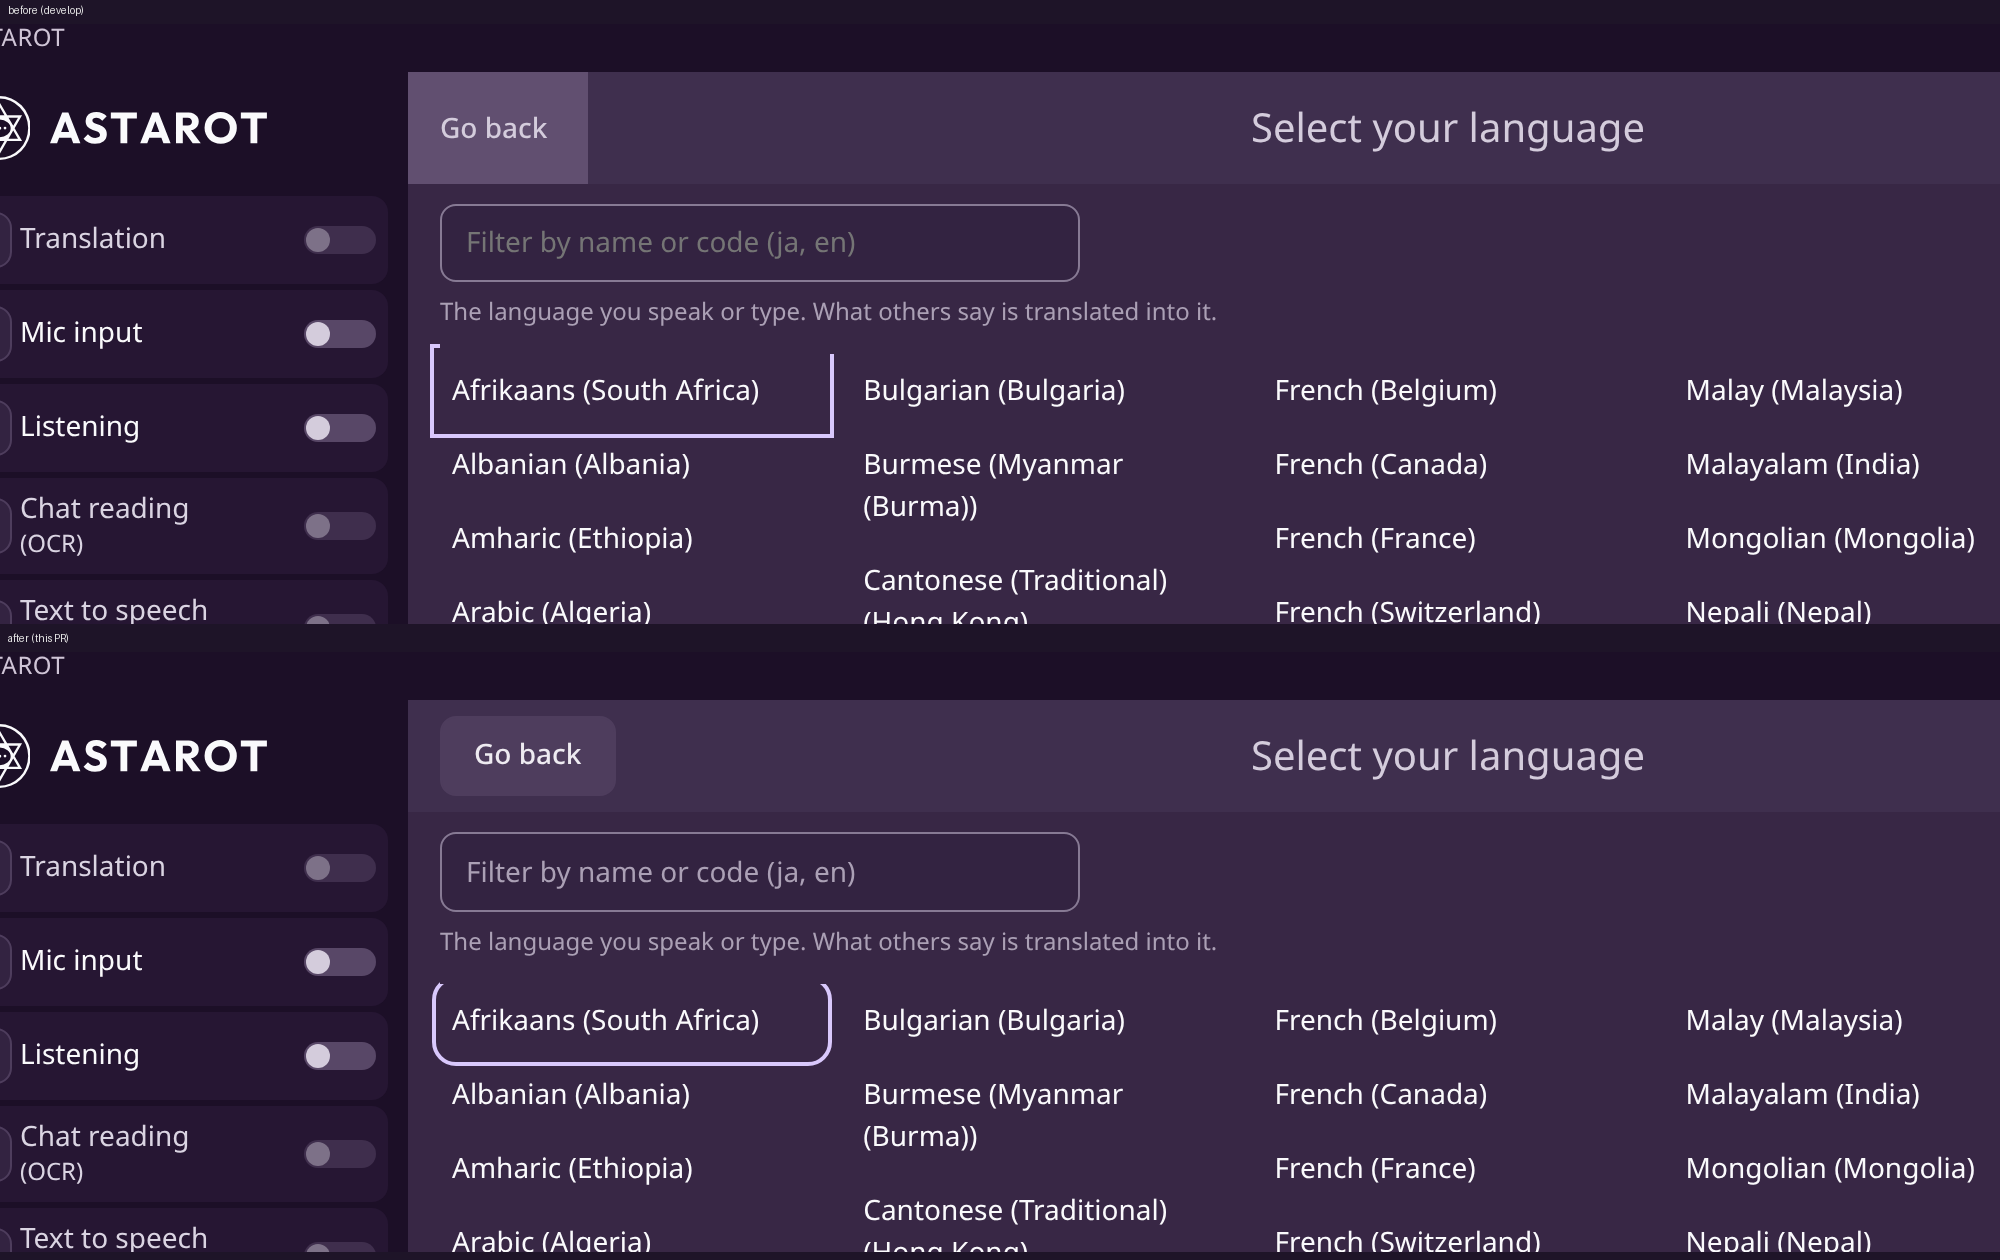 before (develop)
TAROT
ASTAROT
Go back
Select your language
Translation
Filter by name or code (ja, en)
The language you speak or type. What others say is translated into it.
Mic input
Afrikaans (South Africa)
Bulgarian (Bulgaria)
French (Belgium)
Malay (Malaysia)
Listening
Albanian (Albania)
Burmese (Myanmar
(Burma))
French (Canada)
Malayalam (India)
Chat reading
(OCR)
Amharic (Ethiopia)
French (France)
Mongolian (Mongolia)
Cantonese (Traditional)
(Hong Kong)
Text to speech
Arabic (Algeria)
French (Switzerland)
Nepali (Nepal)
after (this PR)
TAROT
ASTAROT
Go back
Select your language
Translation
Filter by name or code (ja, en)
The language you speak or type. What others say is translated into it.
Mic input
Afrikaans (South Africa)
Bulgarian (Bulgaria)
French (Belgium)
Malay (Malaysia)
Listening
Albanian (Albania)
Burmese (Myanmar
(Burma))
French (Canada)
Malayalam (India)
Chat reading
(OCR)
Amharic (Ethiopia)
French (France)
Mongolian (Mongolia)
Cantonese (Traditional)
(Hong Kong)
Text to speech
Arabic (Algeria)
French (Switzerland)
Nepali (Nepal)